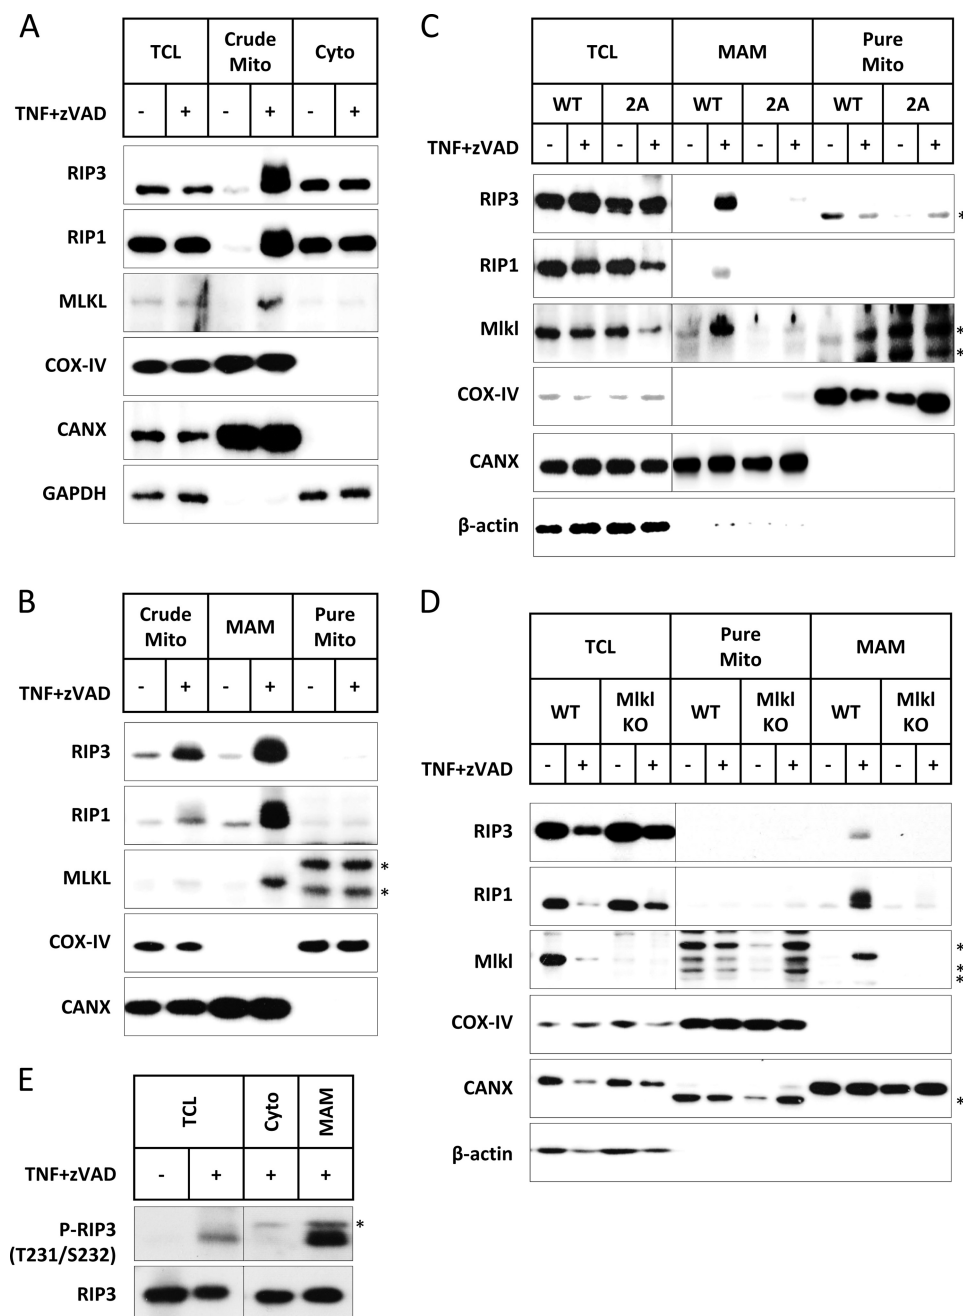 A
TCL Crude Mito Cyto
TNF+zVAD - + - + - +
RIP3
RIP1
MLKL
COX-IV
CANX
GAPDH
B
Crude Mito MAM Pure Mito
TNF+zVAD - + - + - +
RIP3
RIP1
MLKL * *
COX-IV
CANX
E
TCL Cyto MAM
TNF+zVAD - + + +
P-RIP3 *
(T231/S232)
RIP3
C
TCL MAM Pure Mito
WT 2A WT 2A WT 2A
TNF+zVAD - + - + - + - + - + - +
RIP3 *
RIP1
Mlkl * *
COX-IV
CANX
β-actin
D
TCL Pure Mito MAM
WT Mlkl KO WT Mlkl KO WT Mlkl KO
TNF+zVAD - + - + - + - + - + - +
RIP3
RIP1
Mlkl * * *
COX-IV
CANX *
β-actin